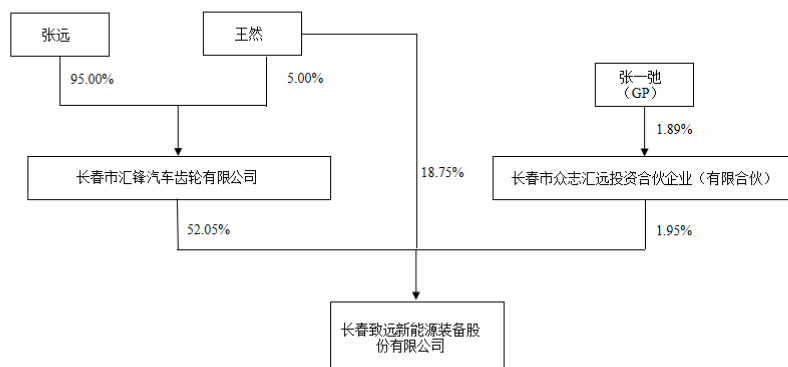 张远
王然
95.00%
5.00%
张一弛
（GP）
1.89%
长春市汇锋汽车齿轮有限公司
18.75%
长春市众志汇远投资合伙企业（有限合伙）
52.05%
1.95%
长春致远新能源装备股
份有限公司